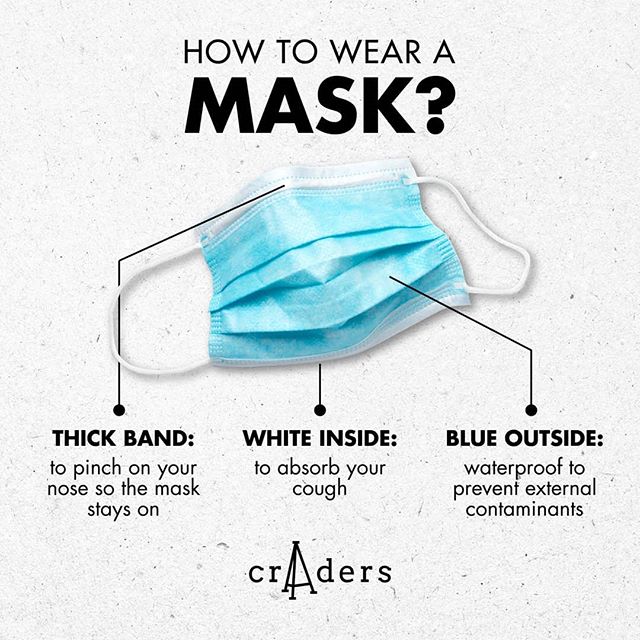 HOW TO WEAR A
MASK?
THICK BAND:
to pinch on your
nose so the mask
stays on
WHITE INSIDE:
to absorb your
cough
BLUE OUTSIDE:
waterproof to
prevent external
contaminants
crAders